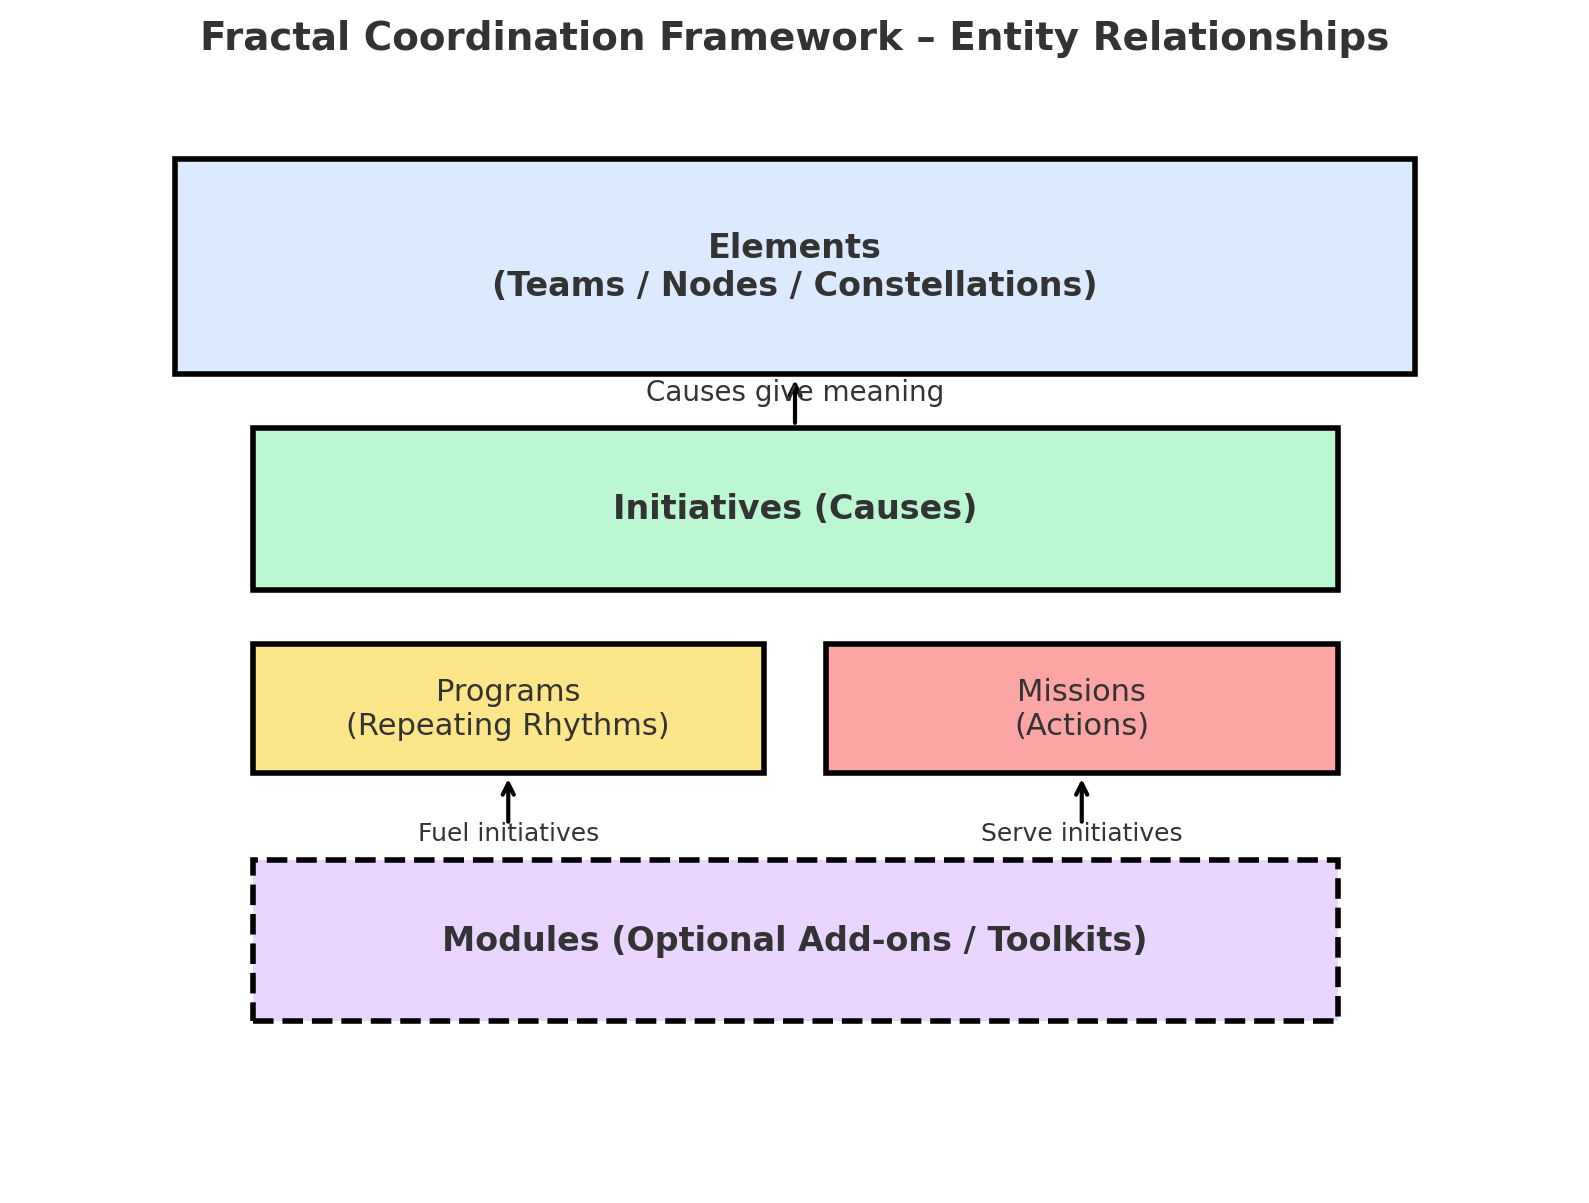 Fractal Coordination Framework – Entity Relationships
Elements
(Teams / Nodes / Constellations)
Causes give meaning
Initiatives (Causes)
Programs
(Repeating Rhythms)
Missions
(Actions)
Fuel initiatives
Serve initiatives
Modules (Optional Add-ons / Toolkits)